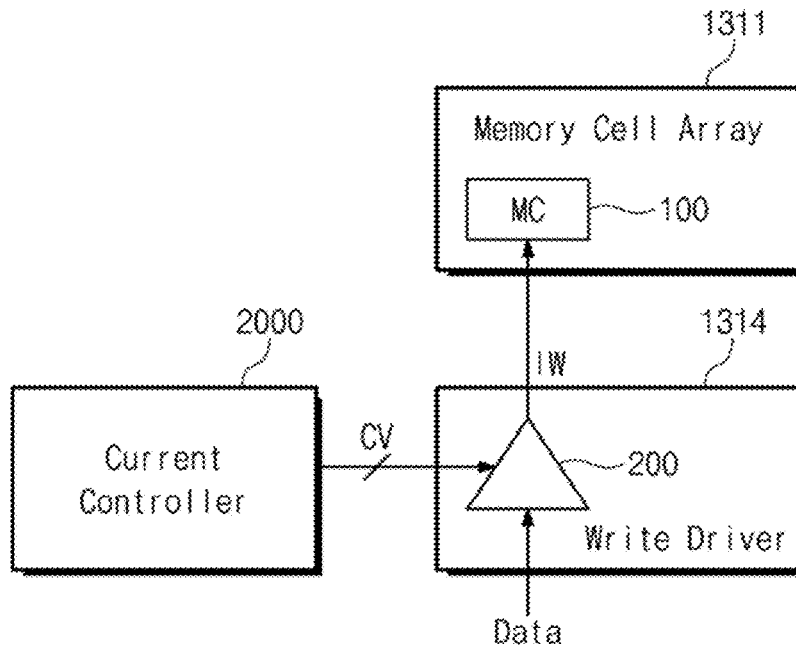 1311
Memory Cell Array
MC
100
2000
1314
IW
CV
Current
Controller
200
Write Driver
Data